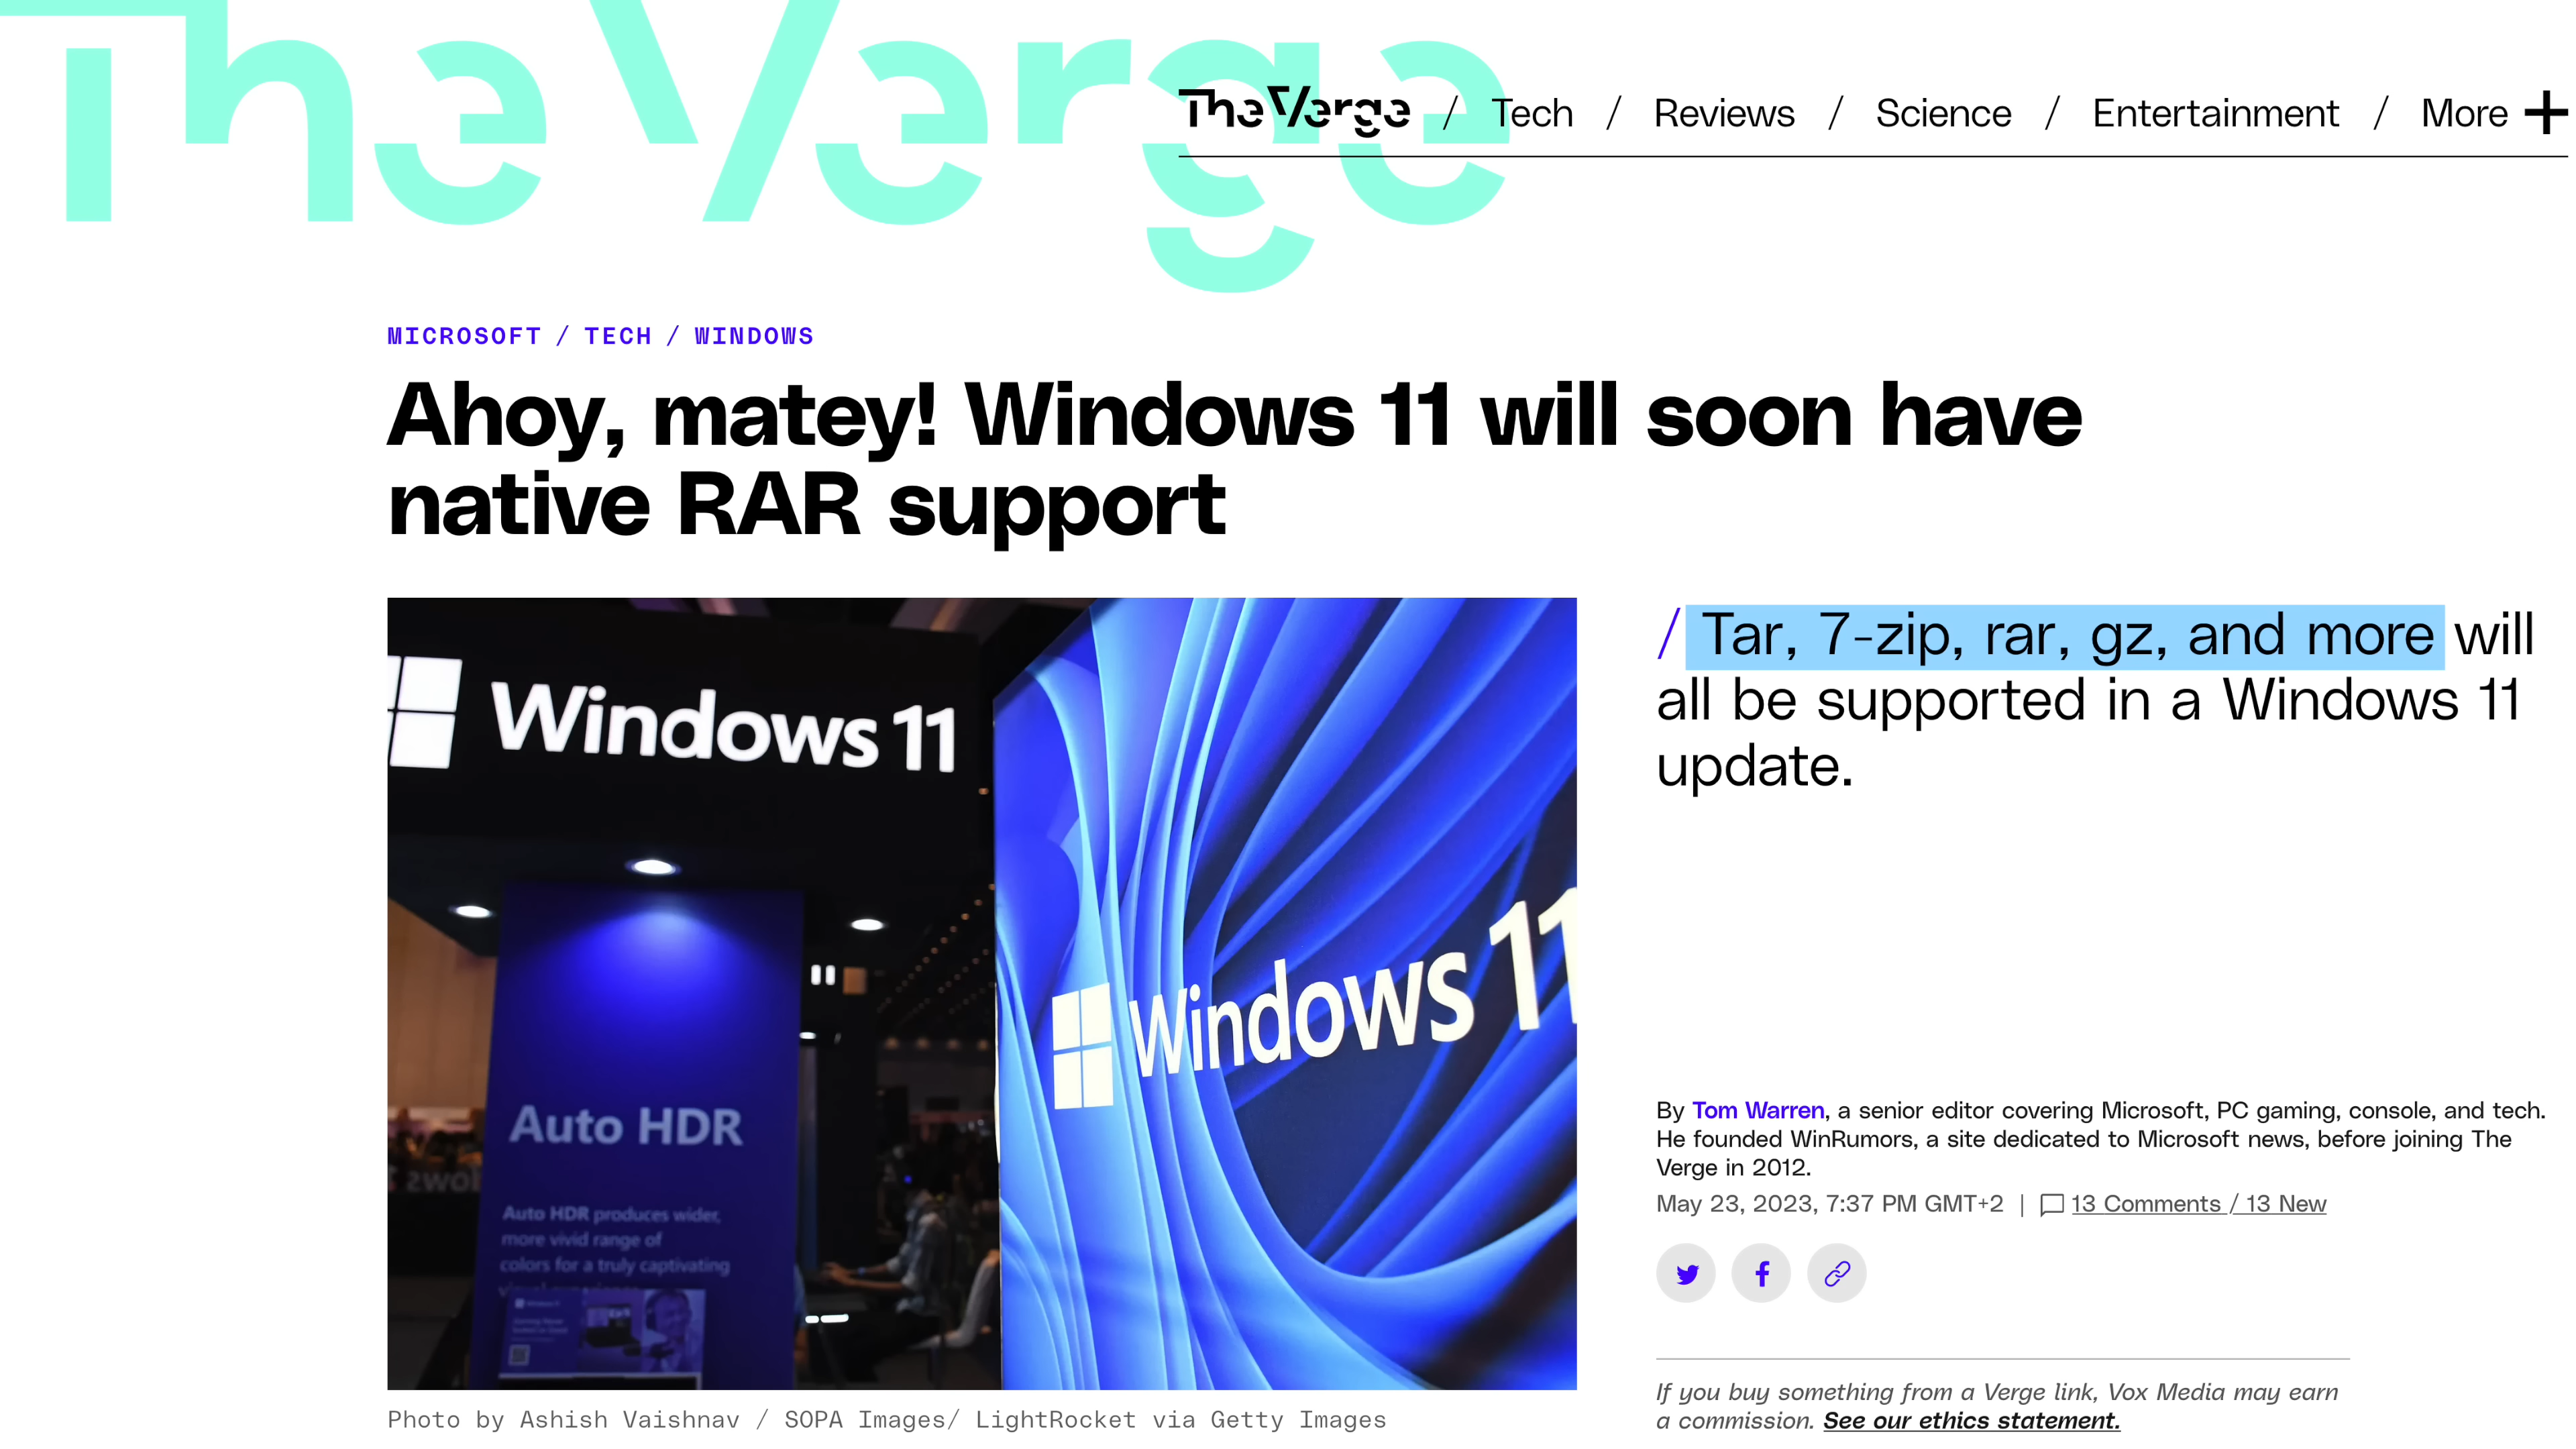 The Verge
The Verge / Tech / Reviews / Science / Entertainment / More +
MICROSOFT / TECH / WINDOWS
Ahoy, matey! Windows 11 will soon have
native RAR support
Windows 11
Auto HDR
Auto HDR produces wider,
more vivid range of
colors for a truly captivating
Windows 11
/ Tar, 7-zip, rar, gz, and more will
all be supported in a Windows 11
update.
By Tom Warren, a senior editor covering Microsoft, PC gaming, console, and tech.
He founded WinRumors, a site dedicated to Microsoft news, before joining The
Verge in 2012.
May 23, 2023, 7:37 PM GMT+2 | 13 Comments / 13 New
If you buy something from a Verge link, Vox Media may earn
a commission. See our ethics statement.
Photo by Ashish Vaishnav / SOPA Images/ LightRocket via Getty Images